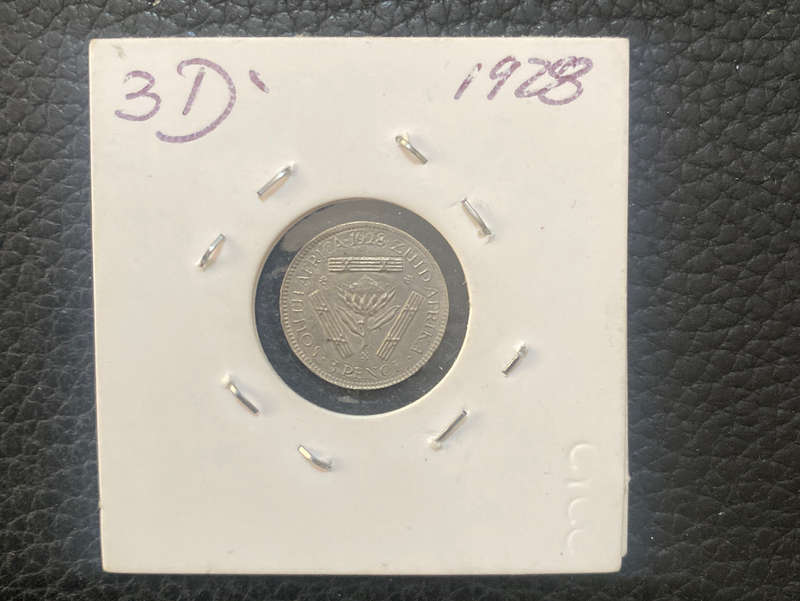 3D' 1928
SOUTH AFRICA · 1928 · ZUID AFRIKA
3 PENCE